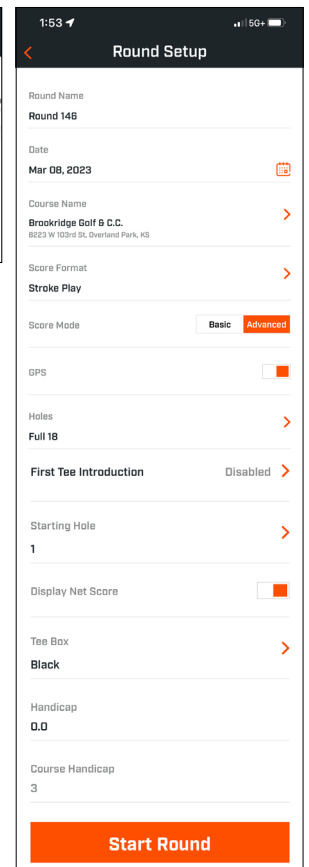 1:53
5G+
Round Setup
Round Name
Round 146
Date
Mar 08, 2023
Course Name
Brookridge Golf & C.C.
8223 W 103rd St, Overland Park, KS
Score Format
Stroke Play
Score Mode
Basic Advanced
GPS
Holes
Full 18
First Tee Introduction Disabled
Starting Hole
1
Display Net Score
Tee Box
Black
Handicap
0.0
Course Handicap
3
Start Round